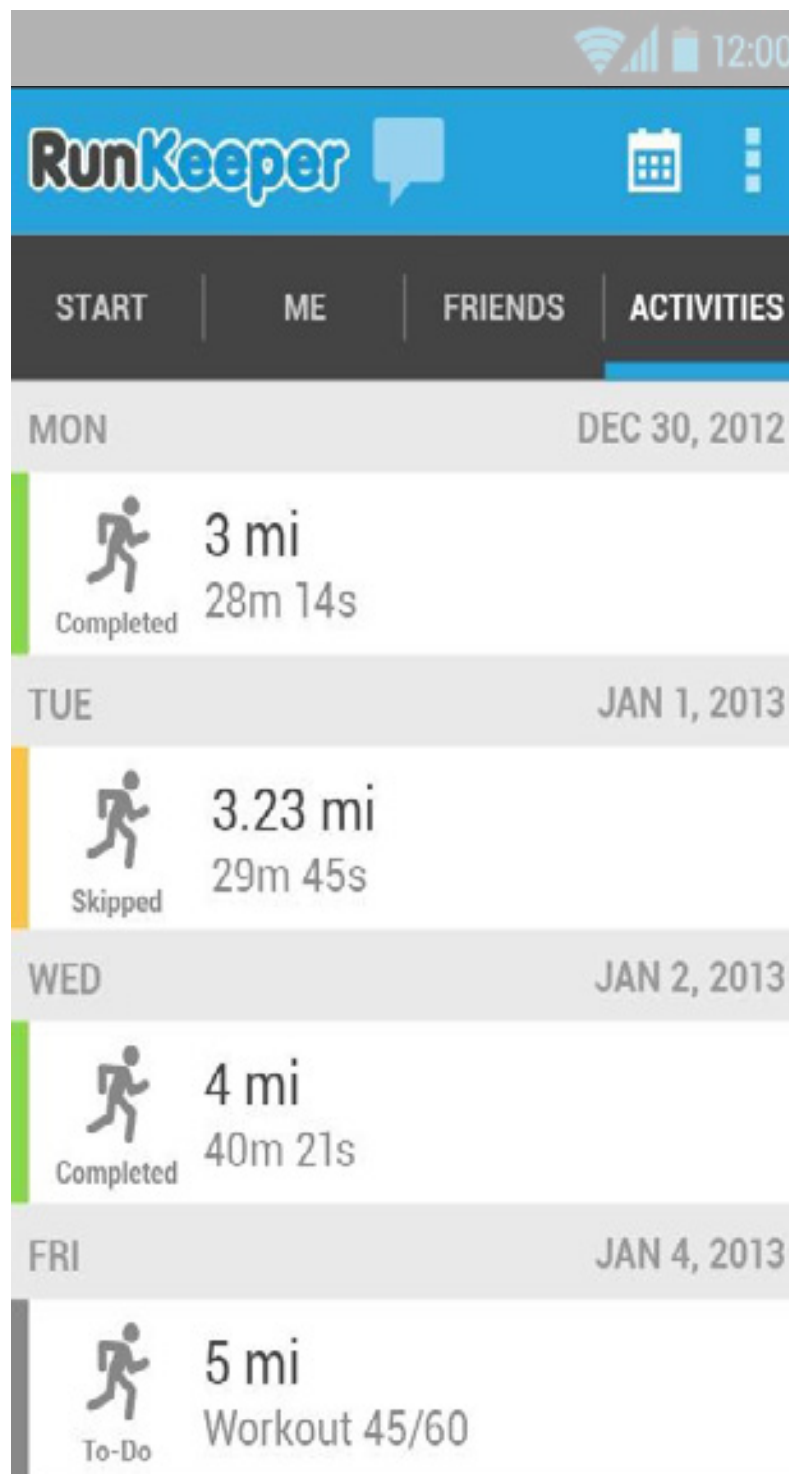 12:00
RunKeeper
START ME FRIENDS ACTIVITIES
MON DEC 30, 2012
3 mi
28m 14s
Completed
TUE JAN 1, 2013
3.23 mi
29m 45s
Skipped
WED JAN 2, 2013
4 mi
40m 21s
Completed
FRI JAN 4, 2013
5 mi
Workout 45/60
To-Do